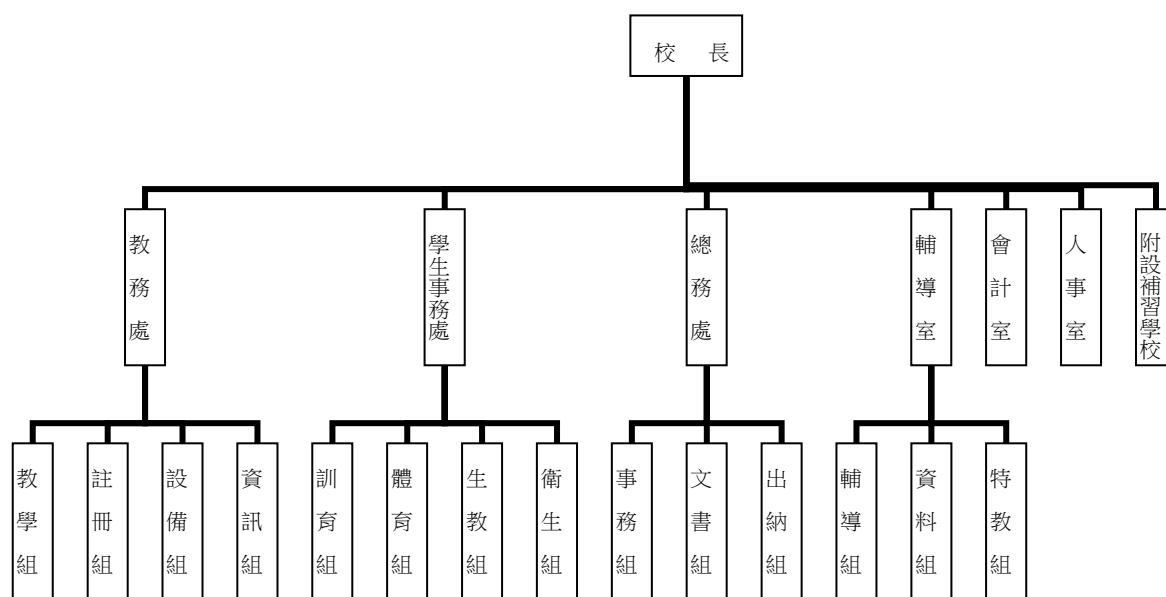 校 長
教務處
學生事務處
總務處
輔導室
會計室
人事室
附設補習學校
教學組
註冊組
設備組
資訊組
訓育組
體育組
生教組
衛生組
事務組
文書組
出納組
輔導組
資料組
特教組